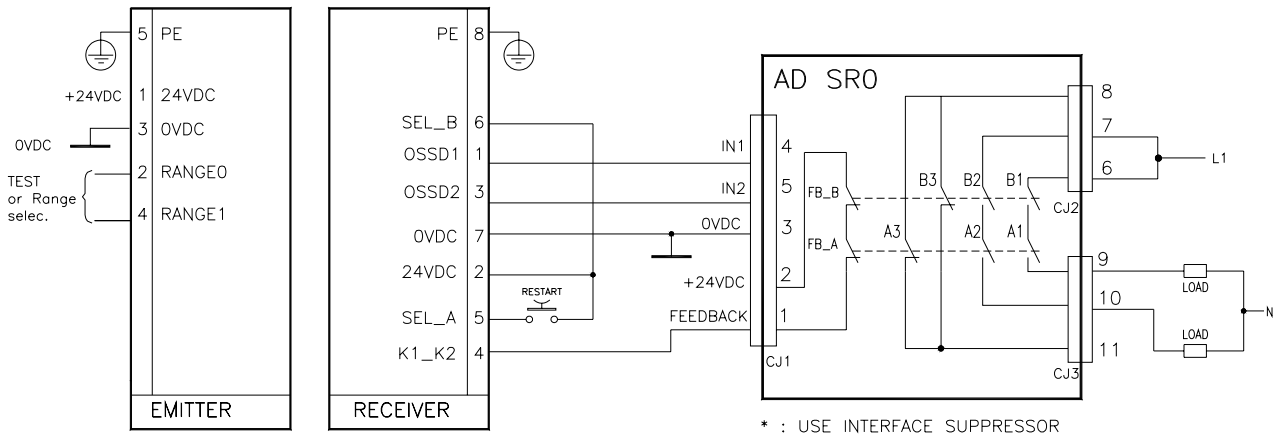 5 PE
+24VDC 1 24VDC
0VDC 3 0VDC
TEST
or Range
selec.
2 RANGE0
4 RANGE1
EMITTER
PE 8
SEL_B 6
OSSD1 1
OSSD2 3
0VDC 7
24VDC 2
SEL_A 5
K1_K2 4
RESTART
RECEIVER
IN1
IN2
0VDC
+24VDC
FEEDBACK
AD SR0
4
5
3
2
1
CJ1
FB_B
FB_A
B3 B2 B1
A3 A2 A1
8
7
6
CJ2
L1
9
10
11
CJ3
LOAD
LOAD
N
* : USE INTERFACE SUPPRESSOR